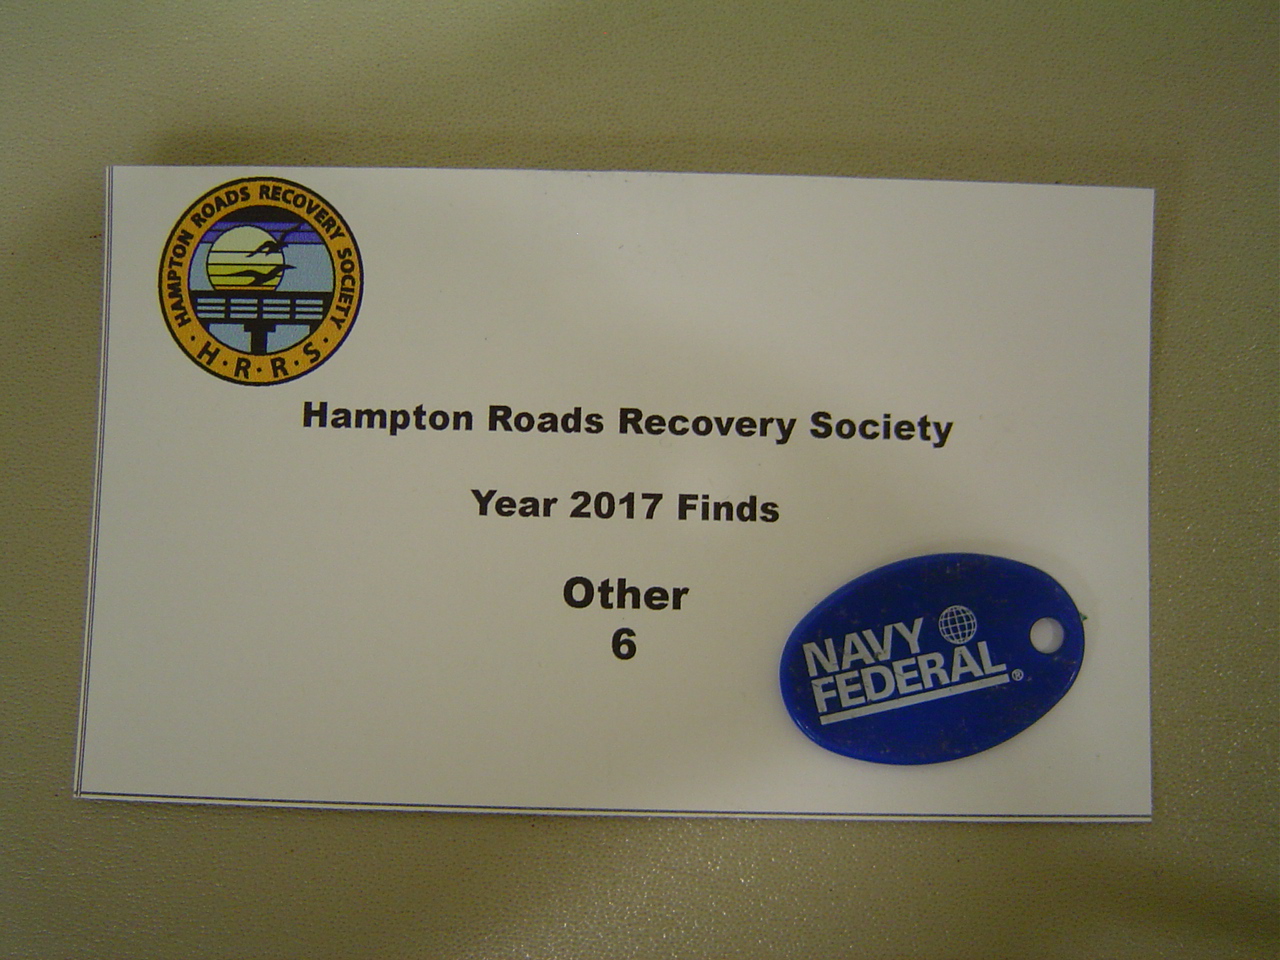 HAMPTON ROADS RECOVERY SOCIETY
· H · R · R · S ·
Hampton Roads Recovery Society
Year 2017 Finds
Other
6
NAVY
FEDERAL®